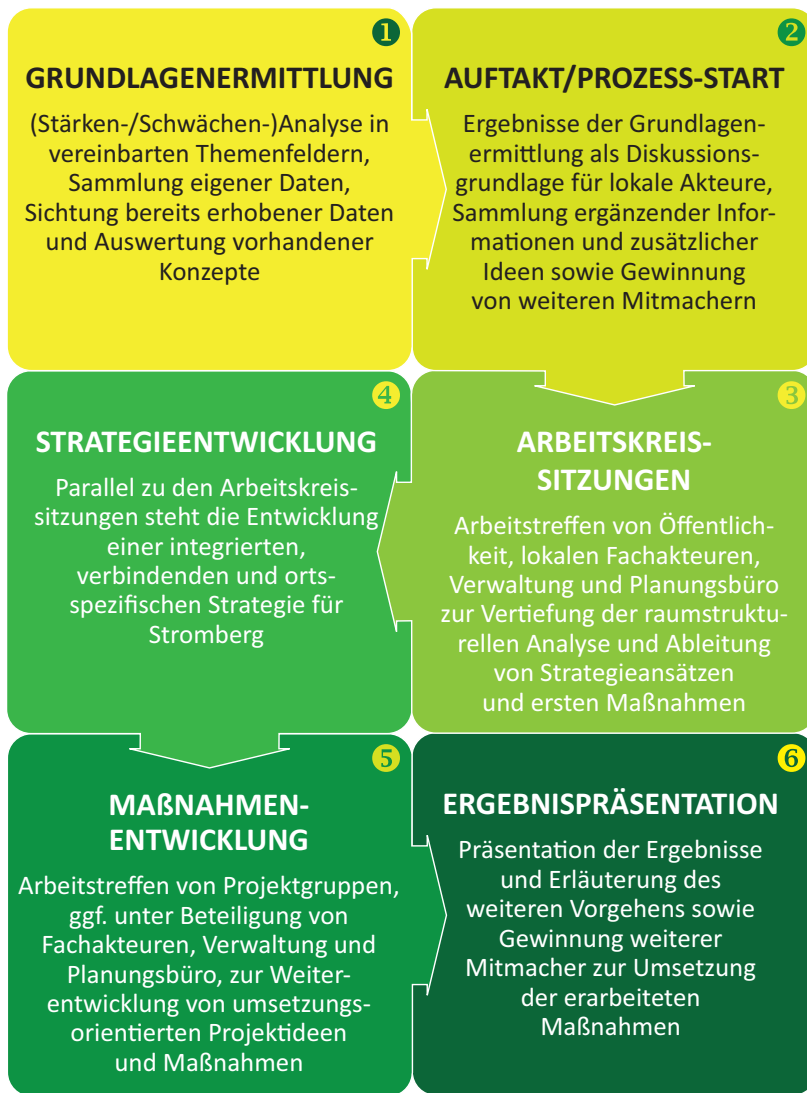 1
GRUNDLAGENERMITTLUNG
(Stärken-/Schwächen-)Analyse in
vereinbarten Themenfeldern,
Sammlung eigener Daten,
Sichtung bereits erhobener Daten
und Auswertung vorhandener
Konzepte
2
AUFTAKT/PROZESS-START
Ergebnisse der Grundlagen-
ermittlung als Diskussions-
grundlage für lokale Akteure,
Sammlung ergänzender Infor-
mationen und zusätzlicher
Ideen sowie Gewinnung
von weiteren Mitmachern
3
ARBEITSKREIS-
SITZUNGEN
Arbeitstreffen von Öffentlich-
keit, lokalen Fachakteuren,
Verwaltung und Planungsbüro
zur Vertiefung der raumstruktu-
rellen Analyse und Ableitung
von Strategieansätzen
und ersten Maßnahmen
4
STRATEGIEENTWICKLUNG
Parallel zu den Arbeitskreis-
sitzungen steht die Entwicklung
einer integrierten,
verbindenden und orts-
spezifischen Strategie für
Stromberg
5
MAßNAHMEN-
ENTWICKLUNG
Arbeitstreffen von Projektgruppen,
ggf. unter Beteiligung von
Fachakteuren, Verwaltung und
Planungsbüro, zur Weiter-
entwicklung von umsetzungs-
orientierten Projektideen
und Maßnahmen
6
ERGEBNISPRÄSENTATION
Präsentation der Ergebnisse
und Erläuterung des
weiteren Vorgehens sowie
Gewinnung weiterer
Mitmacher zur Umsetzung
der erarbeiteten
Maßnahmen